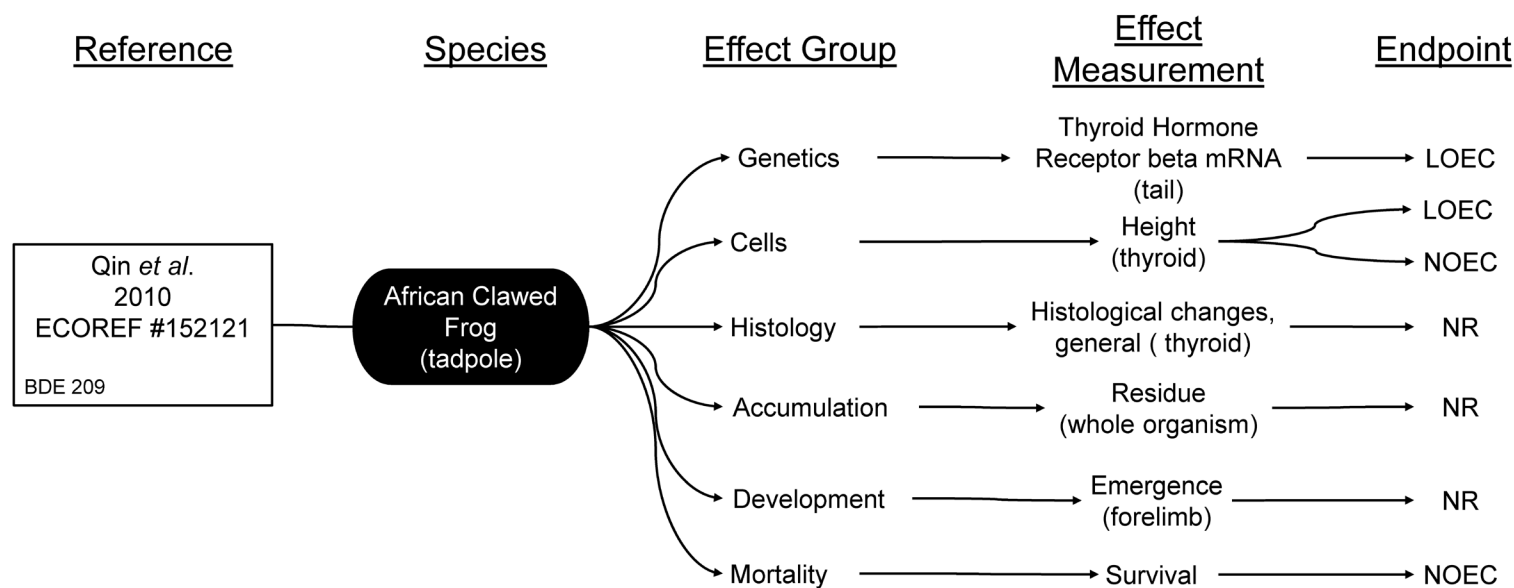 Reference
Species
Effect Group
Effect
Measurement
Endpoint
Qin et al.
2010
ECOREF #152121
BDE 209
African Clawed
Frog
(tadpole)
Genetics
Thyroid Hormone
Receptor beta mRNA
(tail)
LOEC
Cells
Height
(thyroid)
LOEC
NOEC
Histology
Histological changes,
general ( thyroid)
NR
Accumulation
Residue
(whole organism)
NR
Development
Emergence
(forelimb)
NR
Mortality
Survival
NOEC